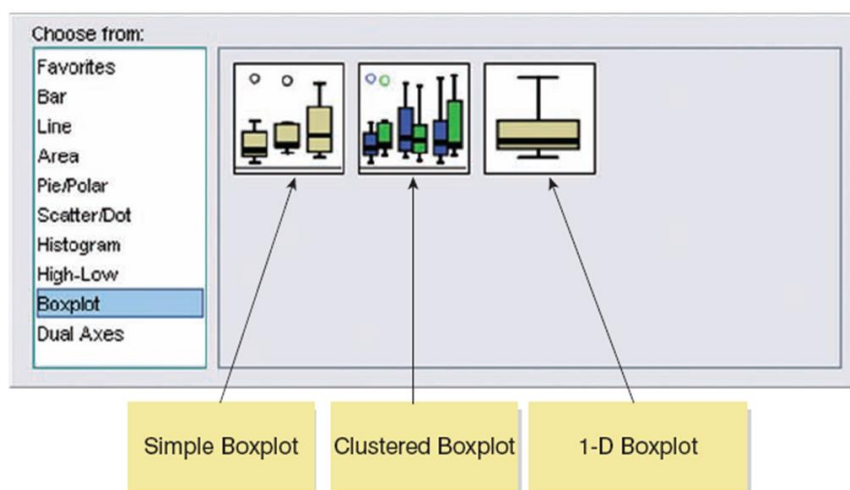 Choose from:
Favorites
Bar
Line
Area
Pie/Polar
Scatter/Dot
Histogram
High-Low
Boxplot
Dual Axes
Simple Boxplot
Clustered Boxplot
1-D Boxplot